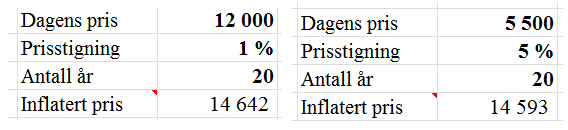 Dagens pris 12 000
Prisstigning 1 %
Antall år 20
Inflatert pris 14 642
Dagens pris 5 500
Prisstigning 5 %
Antall år 20
Inflatert pris 14 593